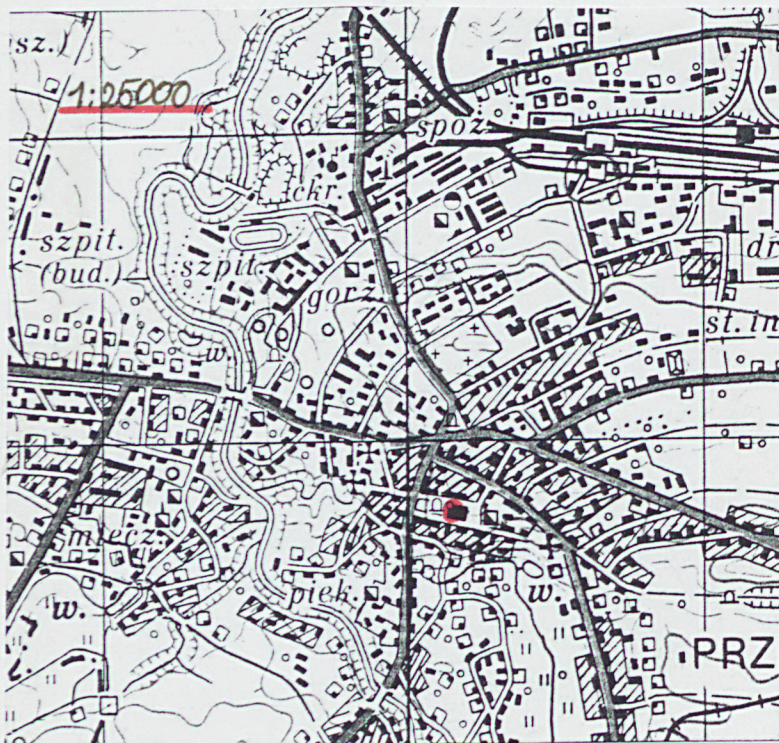 sz.)
1:25000
spoż.
ckr
szpit.
(bud.)
szpit.
gorz.
dr
st. in
w
mlecz.
piek.
w.
w.
PRZ